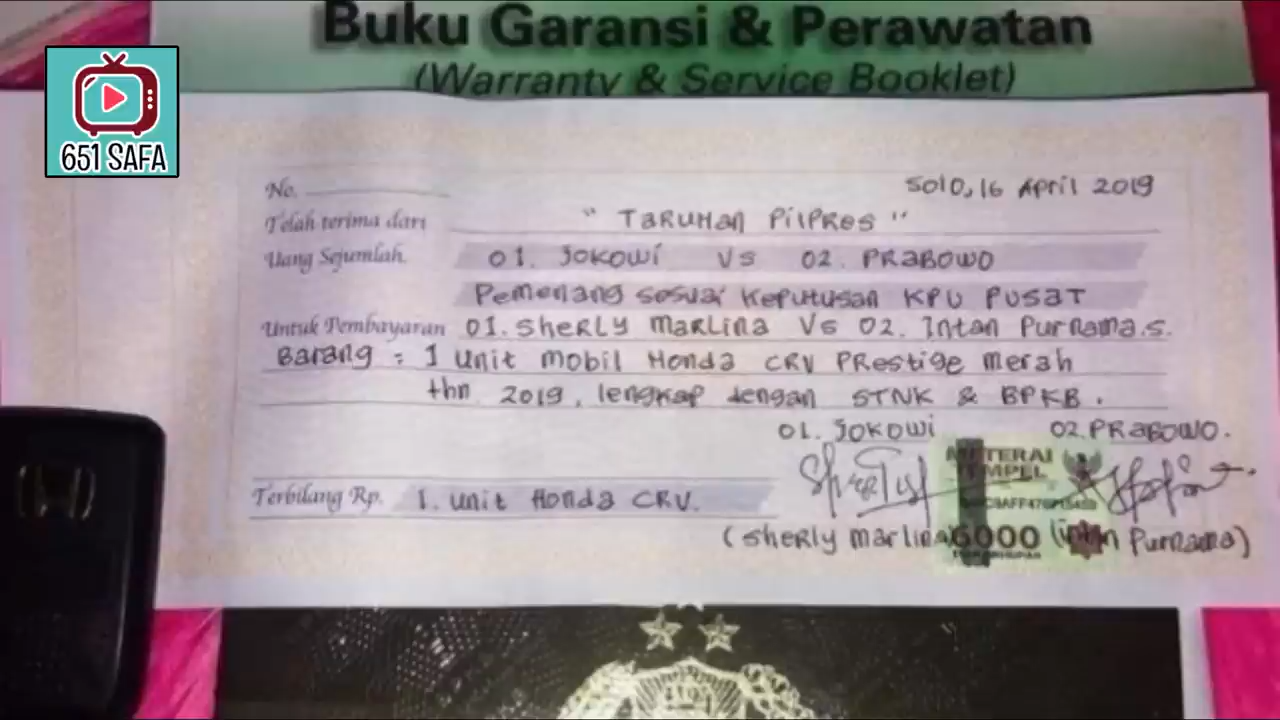 Buku Garansi & Perawatan
(Warranty & Service Booklet)
651 SAFA
No.
Solo, 16 April 2019
Telah terima dari " Taruhan Pilpres "
Uang Sejumlah 01. Jokowi Vs 02. Prabowo
Pemenang sesuai Keputusan KPU PUSAT
Untuk Pembayaran 01. Sherly Marlina Vs 02. Intan Purnama.S.
Barang : 1 Unit Mobil Honda CRV Prestige Merah
thn 2019, lengkap dengan STNK & BPKB.
01. Jokowi 02. Prabowo.
METERAI
TEMPEL
Terbilang Rp. 1. Unit Honda CRV.
6000
(Sherly Marlina) (Intan Purnama)